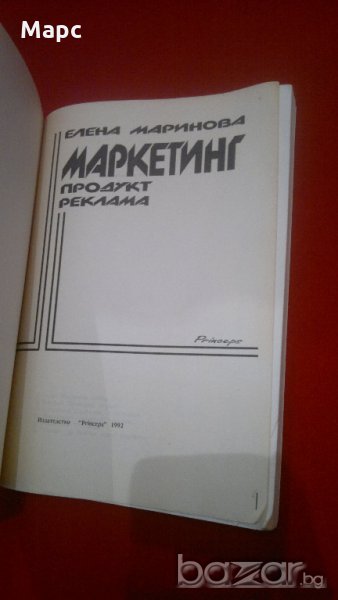 Марс
ЕЛЕНА МАРИНОВА
МАРКЕТИНГ
ПРОДУКТ
РЕКЛАМА
Princeps
Издателство "Princeps" 1992
bazar.bg